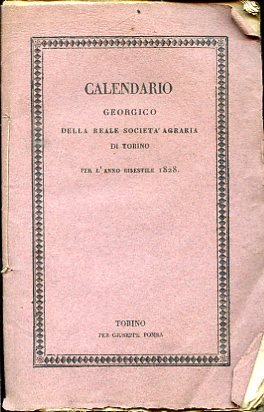 CALENDARIO
GEORGICO
DELLA REALE SOCIETA' AGRARIA
DI TORINO
PER L'ANNO BISESTILE 1828.
TORINO
PER GIUSEPPE POMBA